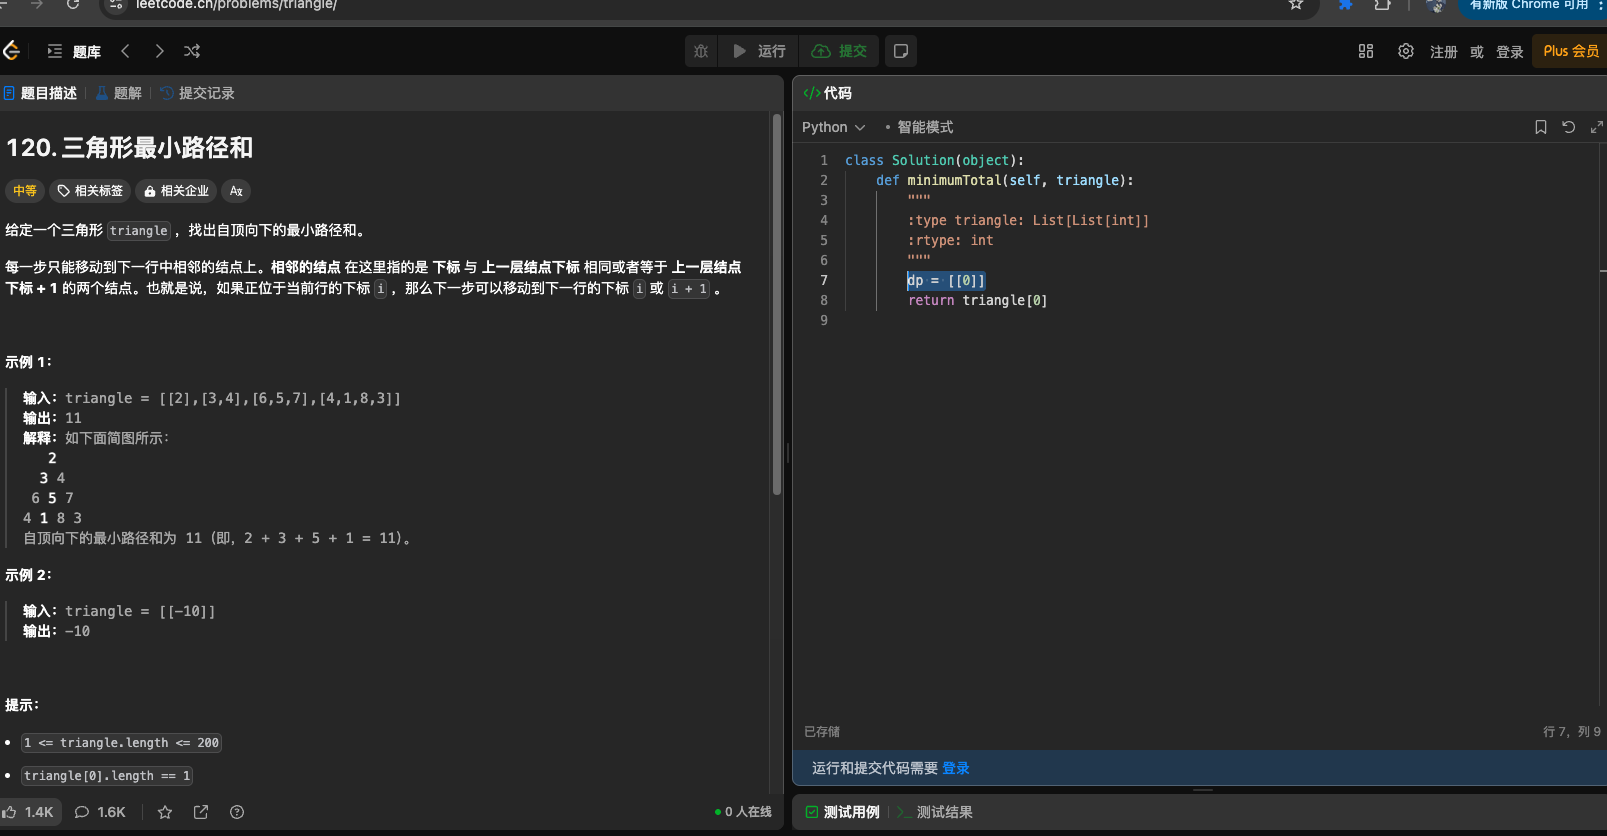 leetcode.cn/problems/triangle/
有新版 Chrome 可用
题库
运行
提交
注册 或 登录
Plus 会员
题目描述
题解
提交记录
120. 三角形最小路径和
中等
相关标签
相关企业
给定一个三角形 triangle ，找出自顶向下的最小路径和。
每一步只能移动到下一行中相邻的结点上。相邻的结点 在这里指的是 下标 与 上一层结点下标 相同或者等于 上一层结点
下标 + 1 的两个结点。也就是说，如果正位于当前行的下标 i ，那么下一步可以移动到下一行的下标 i 或 i + 1 。
示例 1：
输入：triangle = [[2],[3,4],[6,5,7],[4,1,8,3]]
输出：11
解释：如下面简图所示：
2
3 4
6 5 7
4 1 8 3
自顶向下的最小路径和为 11（即，2 + 3 + 5 + 1 = 11）。
示例 2：
输入：triangle = [[-10]]
输出：-10
提示：
1 <= triangle.length <= 200
triangle[0].length == 1
1.4K
1.6K
0 人在线
</> 代码
Python
• 智能模式
1 class Solution(object):
2     def minimumTotal(self, triangle):
3         """
4         :type triangle: List[List[int]]
5         :rtype: int
6         """
7         dp = [[0]]
8         return triangle[0]
9
已存储
行 7，列 9
运行和提交代码需要 登录
测试用例
>_ 测试结果